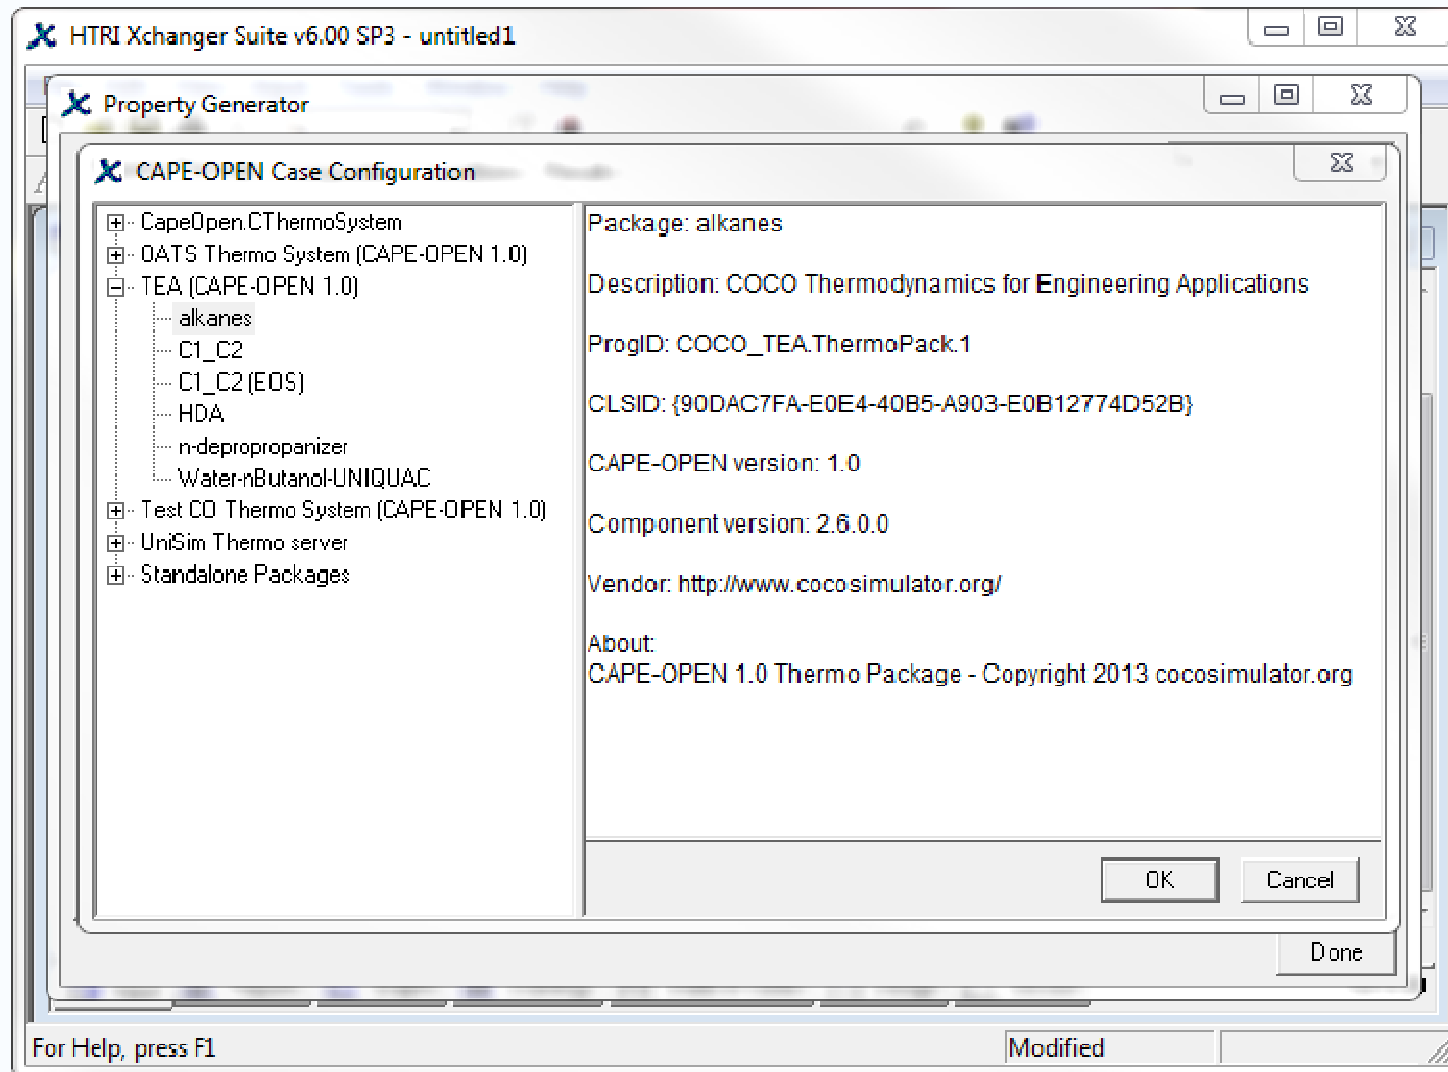 HTRI Xchanger Suite v6.00 SP3 - untitled1
Property Generator
CAPE-OPEN Case Configuration
CapeOpen.CThermoSystem
OATS Thermo System (CAPE-OPEN 1.0)
TEA (CAPE-OPEN 1.0)
alkanes
C1_C2
C1_C2 (EOS)
HDA
n-depropropanizer
Water-nButanol-UNIQUAC
Test CO Thermo System (CAPE-OPEN 1.0)
UniSim Thermo server
Standalone Packages
Package: alkanes
Description: COCO Thermodynamics for Engineering Applications
ProgID: COCO_TEA.ThermoPack.1
CLSID: {90DAC7FA-E0E4-40B5-A903-E0B12774D52B}
CAPE-OPEN version: 1.0
Component version: 2.6.0.0
Vendor: http://www.cocosimulator.org/
About:
CAPE-OPEN 1.0 Thermo Package - Copyright 2013 cocosimulator.org
OK
Cancel
Done
For Help, press F1
Modified